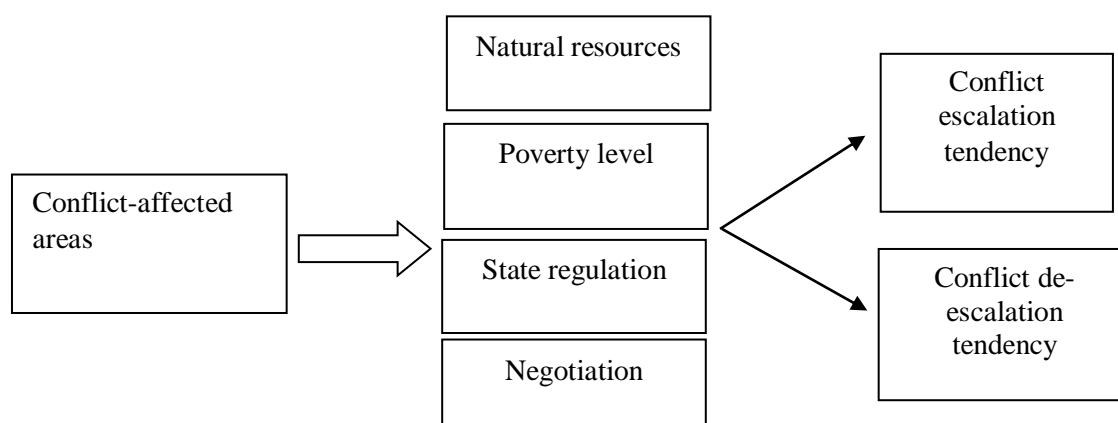 Natural resources
Poverty level
State regulation
Negotiation
Conflict-affected
areas
Conflict
escalation
tendency
Conflict de-
escalation
tendency